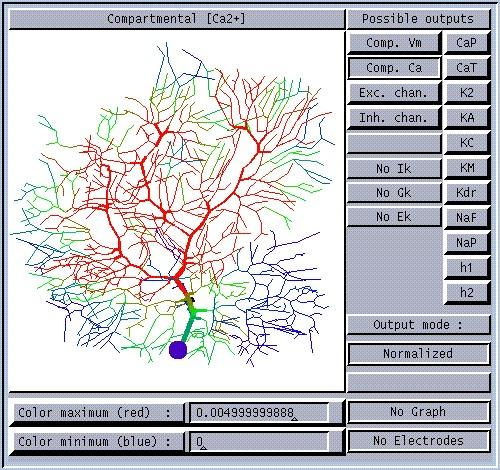 Compartmental [Ca2+]
Possible outputs
Comp. Vm
CaP
Comp. Ca
CaT
Exc. chan.
K2
Inh. chan.
KA
KC
No Ik
KM
No Gk
Kdr
No Ek
NaF
NaP
h1
h2
Output mode :
Normalized
Color maximum (red) : 0.004999999888
No Graph
Color minimum (blue) : 0
No Electrodes